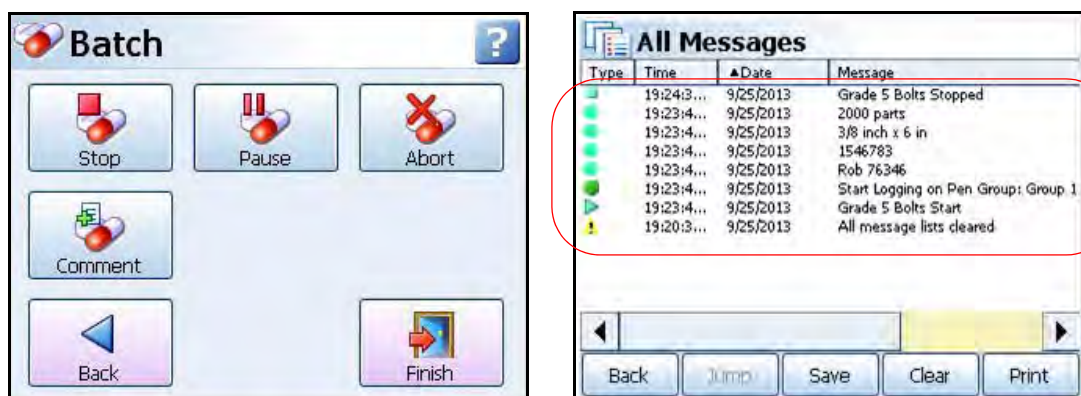 Batch
?
Stop
Pause
Abort
Comment
Back
Finish
All Messages
Type Time ▲Date Message
19:24:3... 9/25/2013 Grade 5 Bolts Stopped
19:23:4... 9/25/2013 2000 parts
19:23:4... 9/25/2013 3/8 inch x 6 in
19:23:4... 9/25/2013 1546783
19:23:4... 9/25/2013 Rob 76346
19:23:4... 9/25/2013 Start Logging on Pen Group: Group 1
19:23:4... 9/25/2013 Grade 5 Bolts Start
19:20:3... 9/25/2013 All message lists cleared
Back Jump Save Clear Print